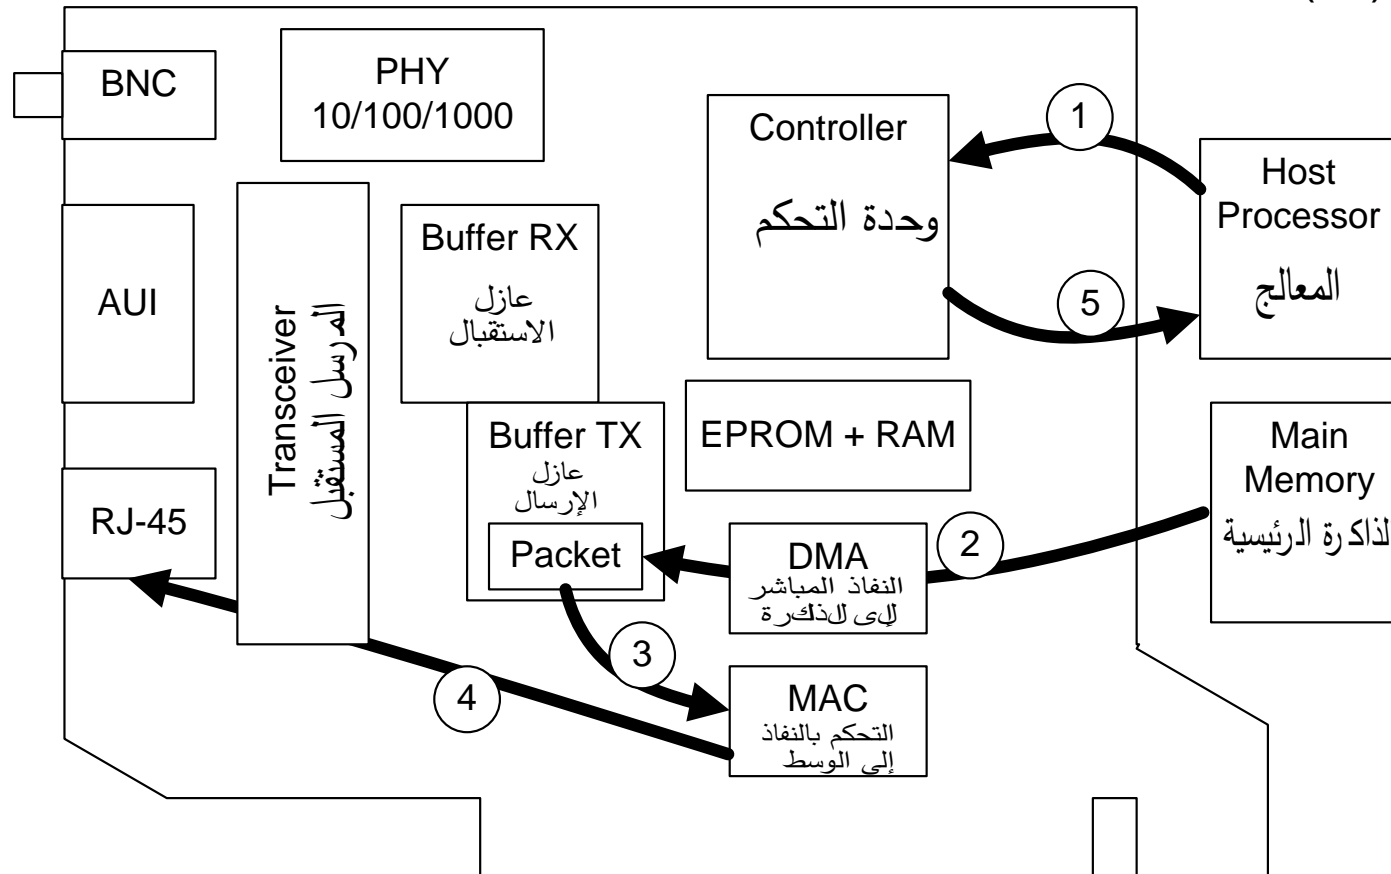 BNC
PHY
10/100/1000
Controller
وحدة التحكم
1
Host
Processor
المعالج
5
AUI
Transceiver
المرسل المستقبل
Buffer RX
عازل
الاستقبال
Buffer TX
عازل
الإرسال
Packet
EPROM + RAM
Main
Memory
لذاكرة الرئيسية
RJ-45
DMA
النفاذ المباشر
إلى الذكرة
2
3
4
MAC
التحكم بالنفاذ
إلى الوسط